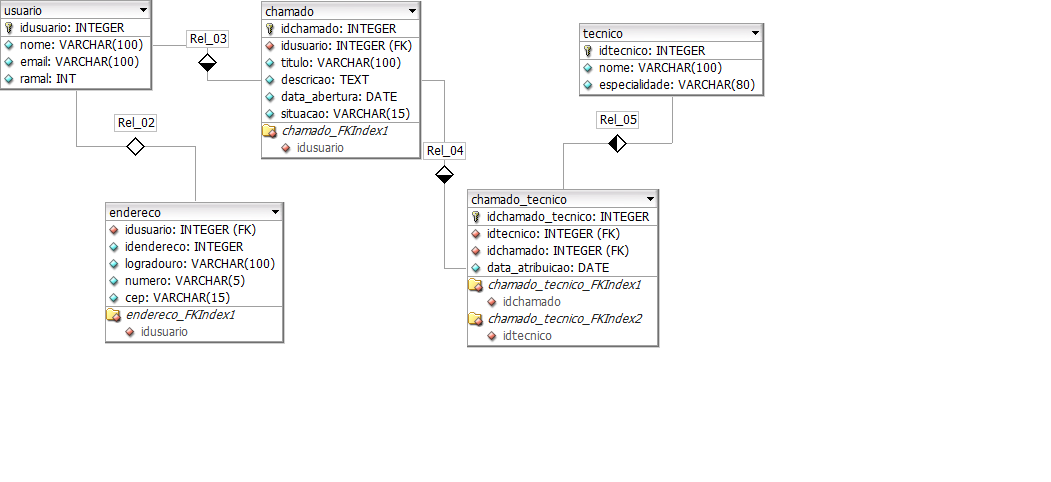 usuario
idusuario: INTEGER
nome: VARCHAR(100)
email: VARCHAR(100)
ramal: INT
Rel_03
chamado
idchamado: INTEGER
idusuario: INTEGER (FK)
titulo: VARCHAR(100)
descricao: TEXT
data_abertura: DATE
situacao: VARCHAR(15)
chamado_FKIndex1
idusuario
tecnico
idtecnico: INTEGER
nome: VARCHAR(100)
especialidade: VARCHAR(80)
Rel_02
Rel_04
Rel_05
endereco
idusuario: INTEGER (FK)
idendereco: INTEGER
logradouro: VARCHAR(100)
numero: VARCHAR(5)
cep: VARCHAR(15)
endereco_FKIndex1
idusuario
chamado_tecnico
idchamado_tecnico: INTEGER
idtecnico: INTEGER (FK)
idchamado: INTEGER (FK)
data_atribuicao: DATE
chamado_tecnico_FKIndex1
idchamado
chamado_tecnico_FKIndex2
idtecnico